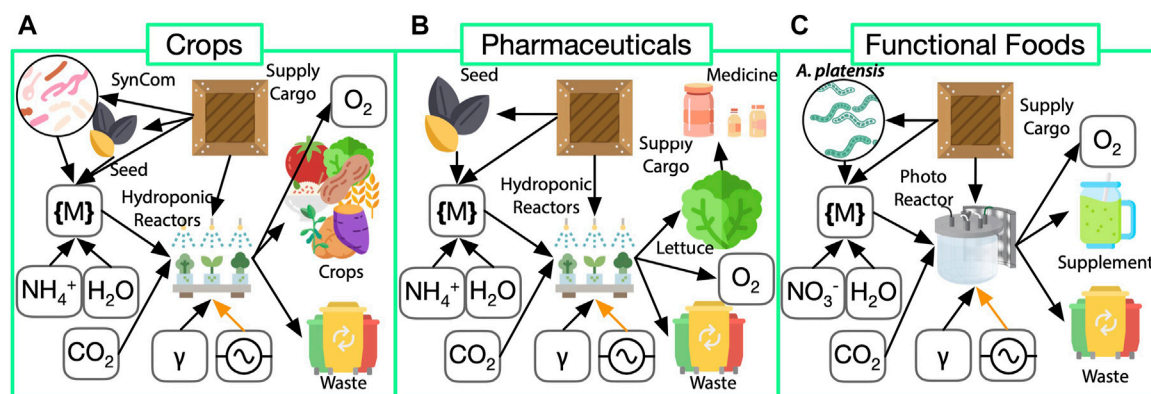 A
Crops
SynCom
Supply
Cargo
O₂
Seed
{M}
Hydroponic
Reactors
Crops
NH₄⁺
H₂O
CO₂
γ
Waste
B
Pharmaceuticals
Seed
Medicine
Supply
Cargo
{M}
Hydroponic
Reactors
Lettuce
NH₄⁺
H₂O
O₂
CO₂
γ
Waste
C
Functional Foods
A. platensis
Supply
Cargo
O₂
{M}
Photo
Reactor
NO₃⁻
H₂O
Supplement
CO₂
γ
Waste